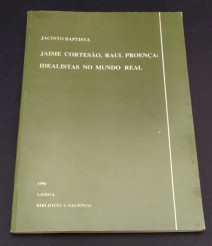 JACINTO BAPTISTA
JAIME CORTESÃO, RAUL PROENÇA:
IDEALISTAS NO MUNDO REAL
1990
LISBOA
BIBLIOTECA NACIONAL